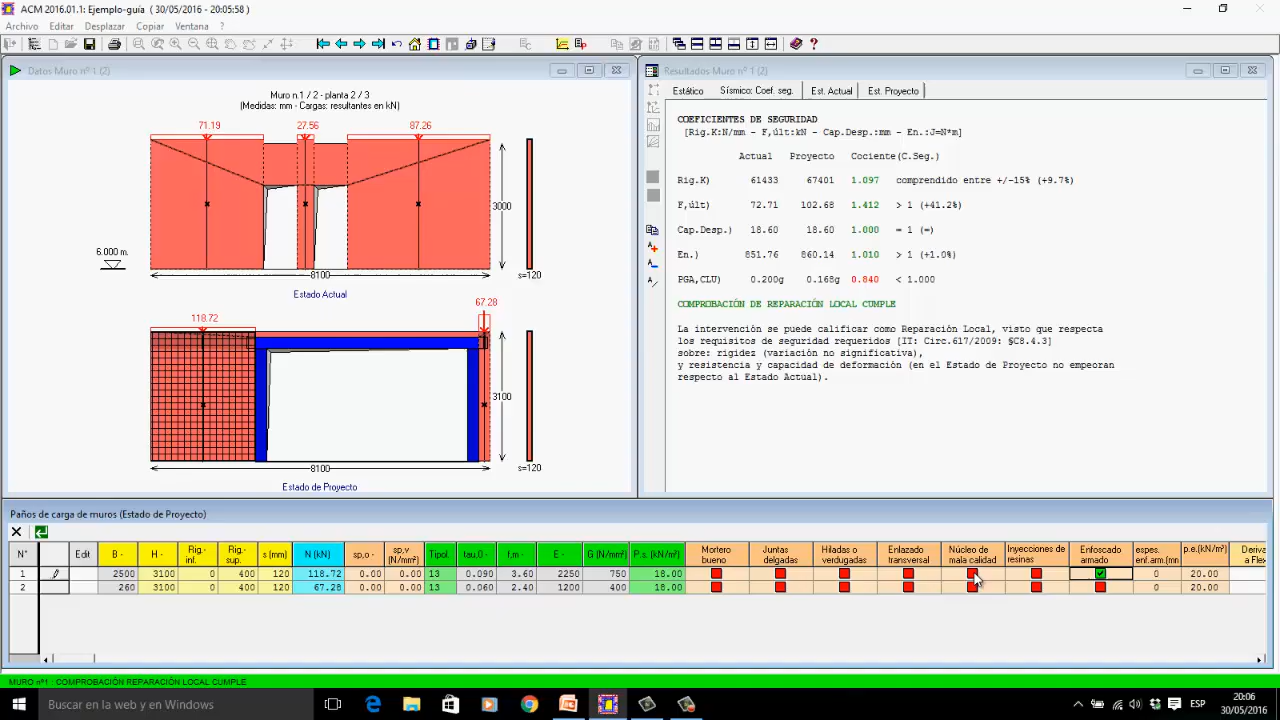 ACM 2016.01.1: Ejemplo-guía ( 30/05/2016 - 20:05:58 )
Archivo Editar Desplazar Copiar Ventana ?
Datos Muro nº 1 (2)
Muro n.1 / 2 - planta 2 / 3
(Medidas: mm - Cargas: resultantes en kN)
71.19 27.56 87.26
3000
6.000 m.
8100 s=120
Estado Actual
67.28
118.72
3100
8100 s=120
Estado de Proyecto
Resultados Muro nº 1 (2)
Estático Sísmico: Coef. seg. Est. Actual Est. Proyecto
COEFICIENTES DE SEGURIDAD
[Rig.K:N/mm - F,últ:kN - Cap.Desp.:mm - En.:J=N*m]
Actual Proyecto Cociente(C.Seg.)
Rig.K) 61433 67401 1.097 comprendido entre +/-15% (+9.7%)
F,últ) 72.71 102.68 1.412 > 1 (+41.2%)
Cap.Desp.) 18.60 18.60 1.000 = 1 (=)
En.) 851.76 860.14 1.010 > 1 (+1.0%)
PGA,CLU) 0.200g 0.168g 0.840 < 1.000
COMPROBACIÓN DE REPARACIÓN LOCAL CUMPLE
La intervención se puede calificar como Reparación Local, visto que respecta
los requisitos de seguridad requeridos [IT: Circ.617/2009: §C8.4.3]
sobre: rigidez (variación no significativa),
y resistencia y capacidad de deformación (en el Estado de Proyecto no empeoran
respecto al Estado Actual).
Paños de carga de muros (Estado de Proyecto)
N° Edit B - H - Rig.- inf. Rig.- sup. s (mm) N (kN) sp,o - sp,v (N/mm²) Tipol. tau,0 - f,m - E - G (N/mm²) P.s. (kN/m³) Mortero bueno Juntas delgadas Hiladas o verdugadas Enlazado transversal Núcleo de mala calidad Inyecciones de resinas Enfoscado armado espes. enf.arm.(mm p.e.(kN/m³) Deriva a Flex
1 2500 3100 0 400 120 118.72 0.00 0.00 13 0.090 3.60 2250 750 18.00 0 20.00
2 260 3100 0 400 120 67.28 0.00 0.00 13 0.060 2.40 1200 400 18.00 0 20.00
MURO nº1 : COMPROBACIÓN REPARACIÓN LOCAL CUMPLE
Buscar en la web y en Windows
ESP
20:06
30/05/2016